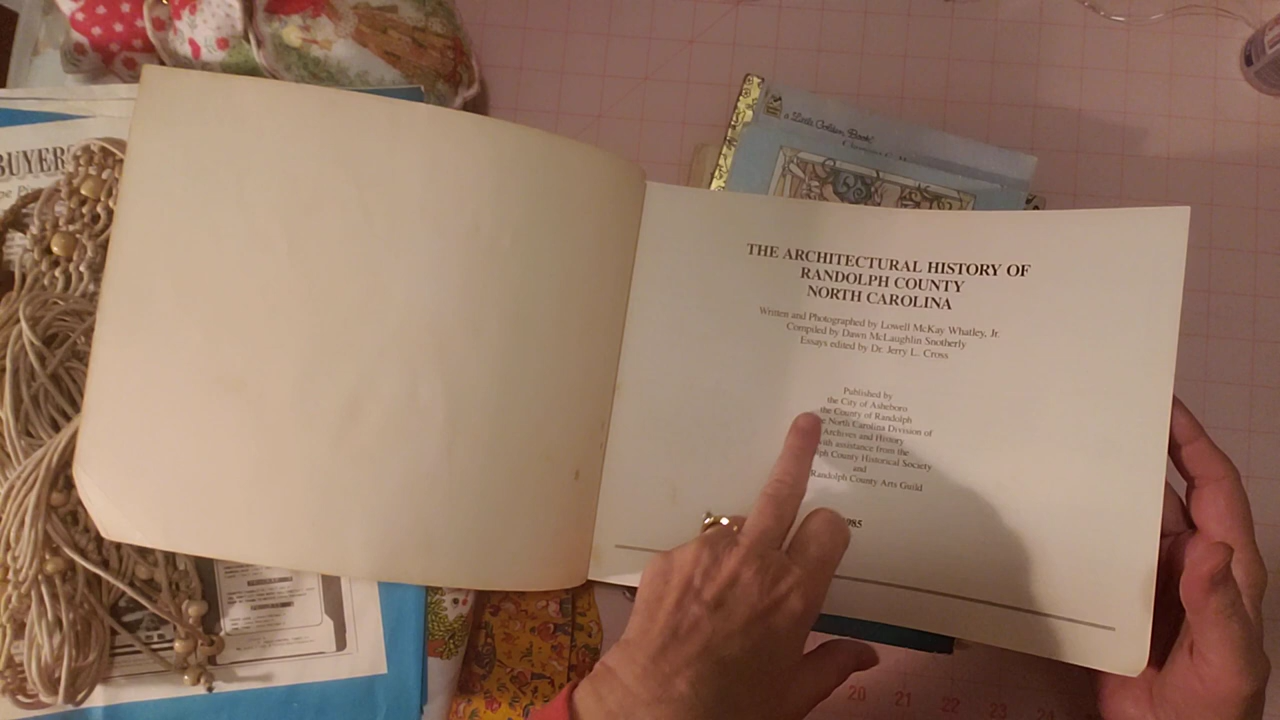 BUYER
a Little Golden Book
THE ARCHITECTURAL HISTORY OF
RANDOLPH COUNTY
NORTH CAROLINA
Written and Photographed by Lowell McKay Whatley, Jr.
Compiled by Dawn McLaughlin Snotherly
Essays edited by Dr. Jerry L. Cross
Published by
the City of Asheboro
the County of Randolph
North Carolina Division of
Archives and History
with assistance from the
County Historical Society
and
Randolph County Arts Guild
985
20 21 22 23 24